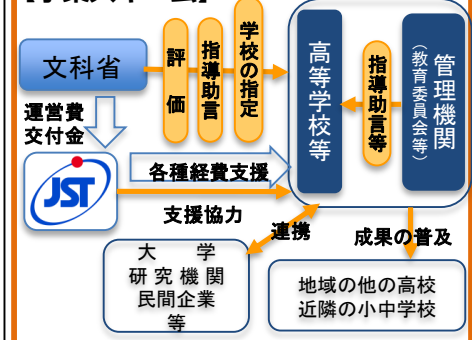 文科省
評価
指導助言
学校の指定
高等学校等
指導助言等
管理機関
（教育委員会等）
運営費
交付金
JST
各種経費支援
支援協力
連携
成果の普及
大　学
研究機関
民間企業
等
地域の他の高校
近隣の小中学校